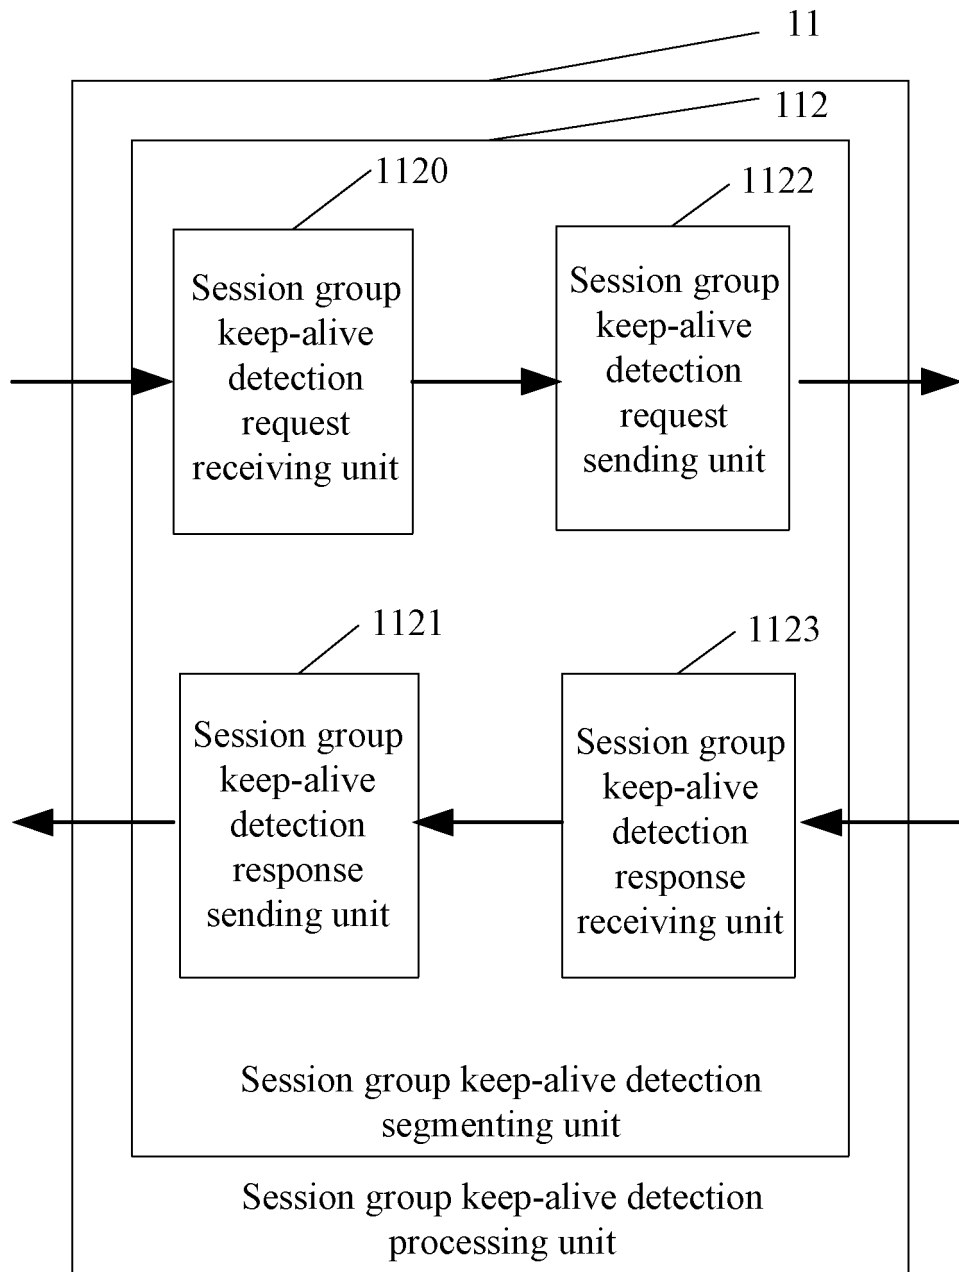 11
112
1120
1122
Session group
keep-alive
detection
request
receiving unit
Session group
keep-alive
detection
request
sending unit
1121
1123
Session group
keep-alive
detection
response
sending unit
Session group
keep-alive
detection
response
receiving unit
Session group keep-alive detection
segmenting unit
Session group keep-alive detection
processing unit